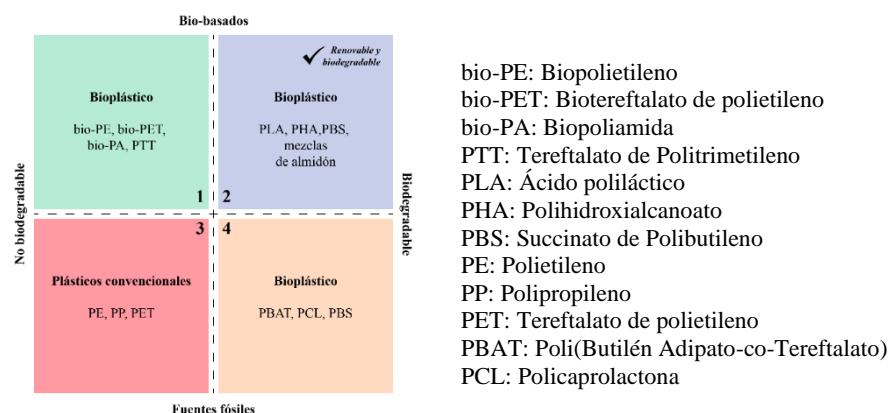 Bio-basados
Renovable y
biodegradable
Bioplástico
bio-PE, bio-PET,
bio-PA, PTT
1
Bioplástico
PLA, PHA,PBS,
mezclas
de almidón
2
No biodegradable
Biodegradable
3
Plásticos convencionales
PE, PP, PET
4
Bioplástico
PBAT, PCL, PBS
Fuentes fósiles
bio-PE: Biopolietileno
bio-PET: Biotereftalato de polietileno
bio-PA: Biopoliamida
PTT: Tereftalato de Politrimetileno
PLA: Ácido poliláctico
PHA: Polihidroxialcanoato
PBS: Succinato de Polibutileno
PE: Polietileno
PP: Polipropileno
PET: Tereftalato de polietileno
PBAT: Poli(Butilén Adipato-co-Tereftalato)
PCL: Policaprolactona